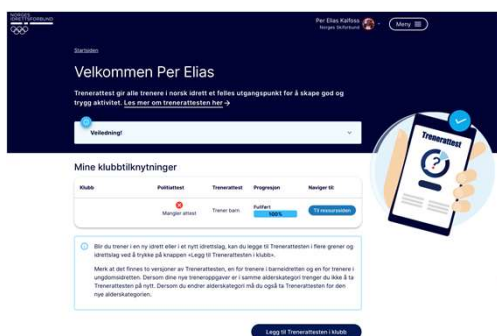 NORGES
IDRETTSFORBUND
Per Elias Kalfoss
Norges Skiforbund
Meny
Startsiden
Velkommen Per Elias
Trenerattest gir alle trenere i norsk idrett et felles utgangspunkt for å skape god og
trygg aktivitet. Les mer om trenerattesten her →
Veiledning!
Trenerattest
Mine klubbtilknytninger
Klubb Politiattest Trenerattest Progresjon Naviger til:
Mangler attest Trener barn Fullført 100% Til ressurssiden
Blir du trener i en ny idrett eller i et nytt idrettslag, kan du legge til Trenerattesten i flere grener og
idrettslag ved å trykke på knappen «Legg til Trenerattesten i klubb».
Merk at det finnes to versjoner av Trenerattesten, en for trenere i barneidretten og en for trenere i
ungdomsidretten. Dersom dine nye treneroppgaver er i samme alderskategori trenger du ikke å ta
Trenerattesten på nytt. Dersom du endrer alderskategori må du også ta Trenerattesten for den
nye alderskategorien.
Legg til Trenerattesten i klubb